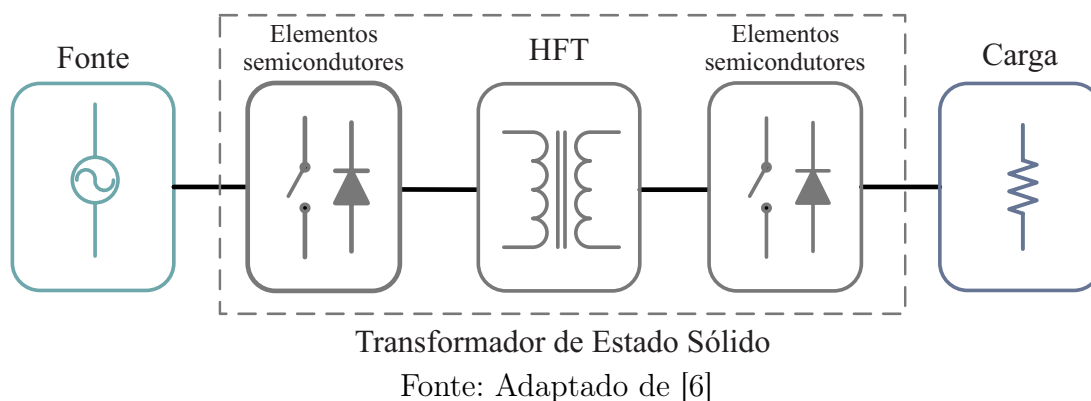 Fonte
Elementos
semicondutores
HFT
Elementos
semicondutores
Carga
Transformador de Estado Sólido
Fonte: Adaptado de [6]